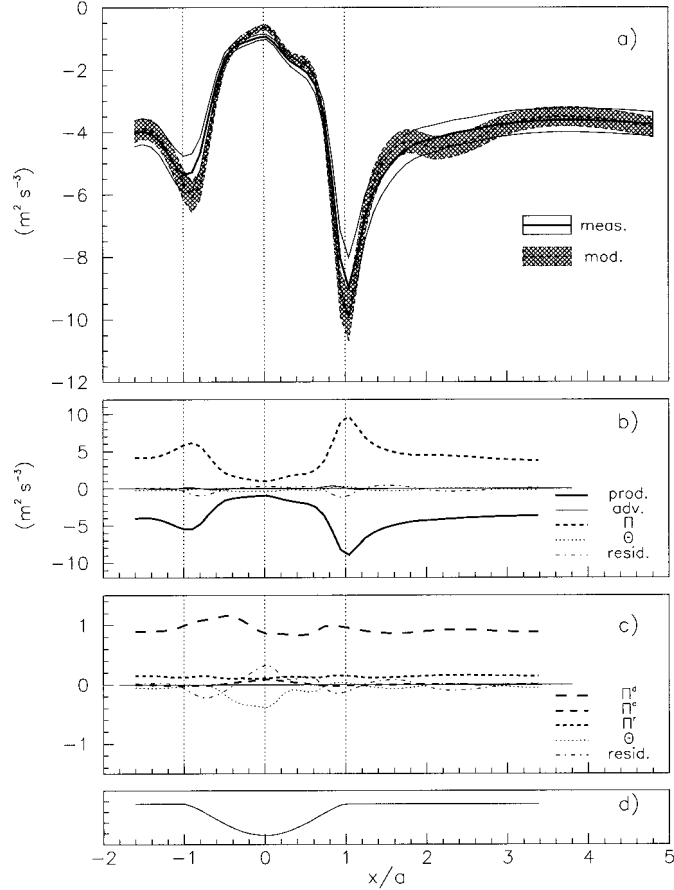 0
a)
−2
−4
−6
−8
−10
−12
(m² s⁻³)
meas.
mod.
10
5
0
−5
−10
(m² s⁻³)
b)
prod.
adv.
Π
Θ
resid.
1
0
−1
c)
Πᵈ
Πᵉ
Πʳ
Θ
resid.
d)
−2 −1 0 1 2 3 4 5
x/a